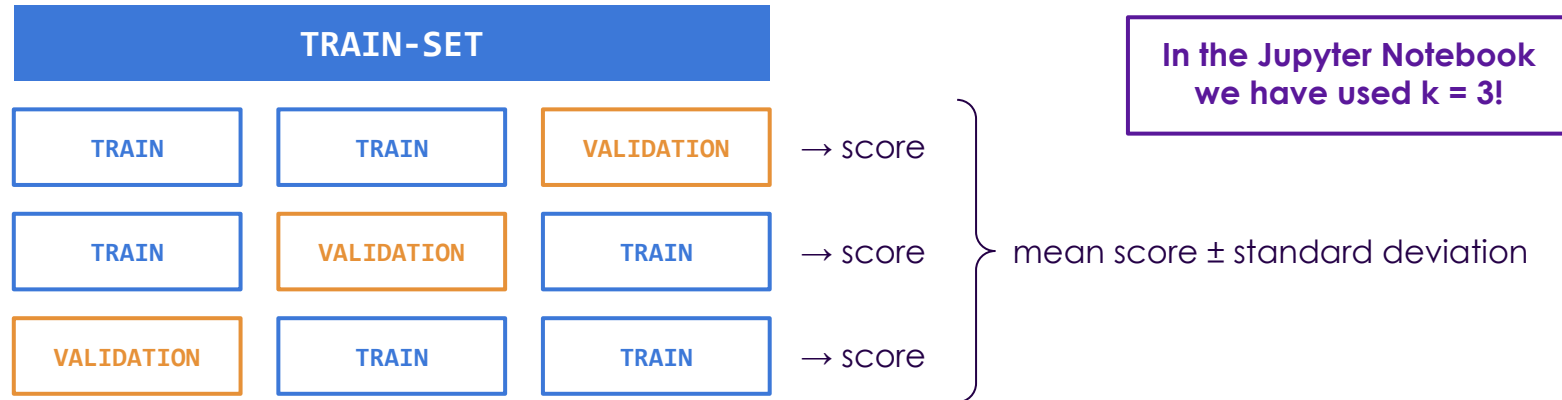 TRAIN-SET
In the Jupyter Notebook
we have used k = 3!
TRAIN TRAIN VALIDATION → score
TRAIN VALIDATION TRAIN → score
mean score ± standard deviation
VALIDATION TRAIN TRAIN → score